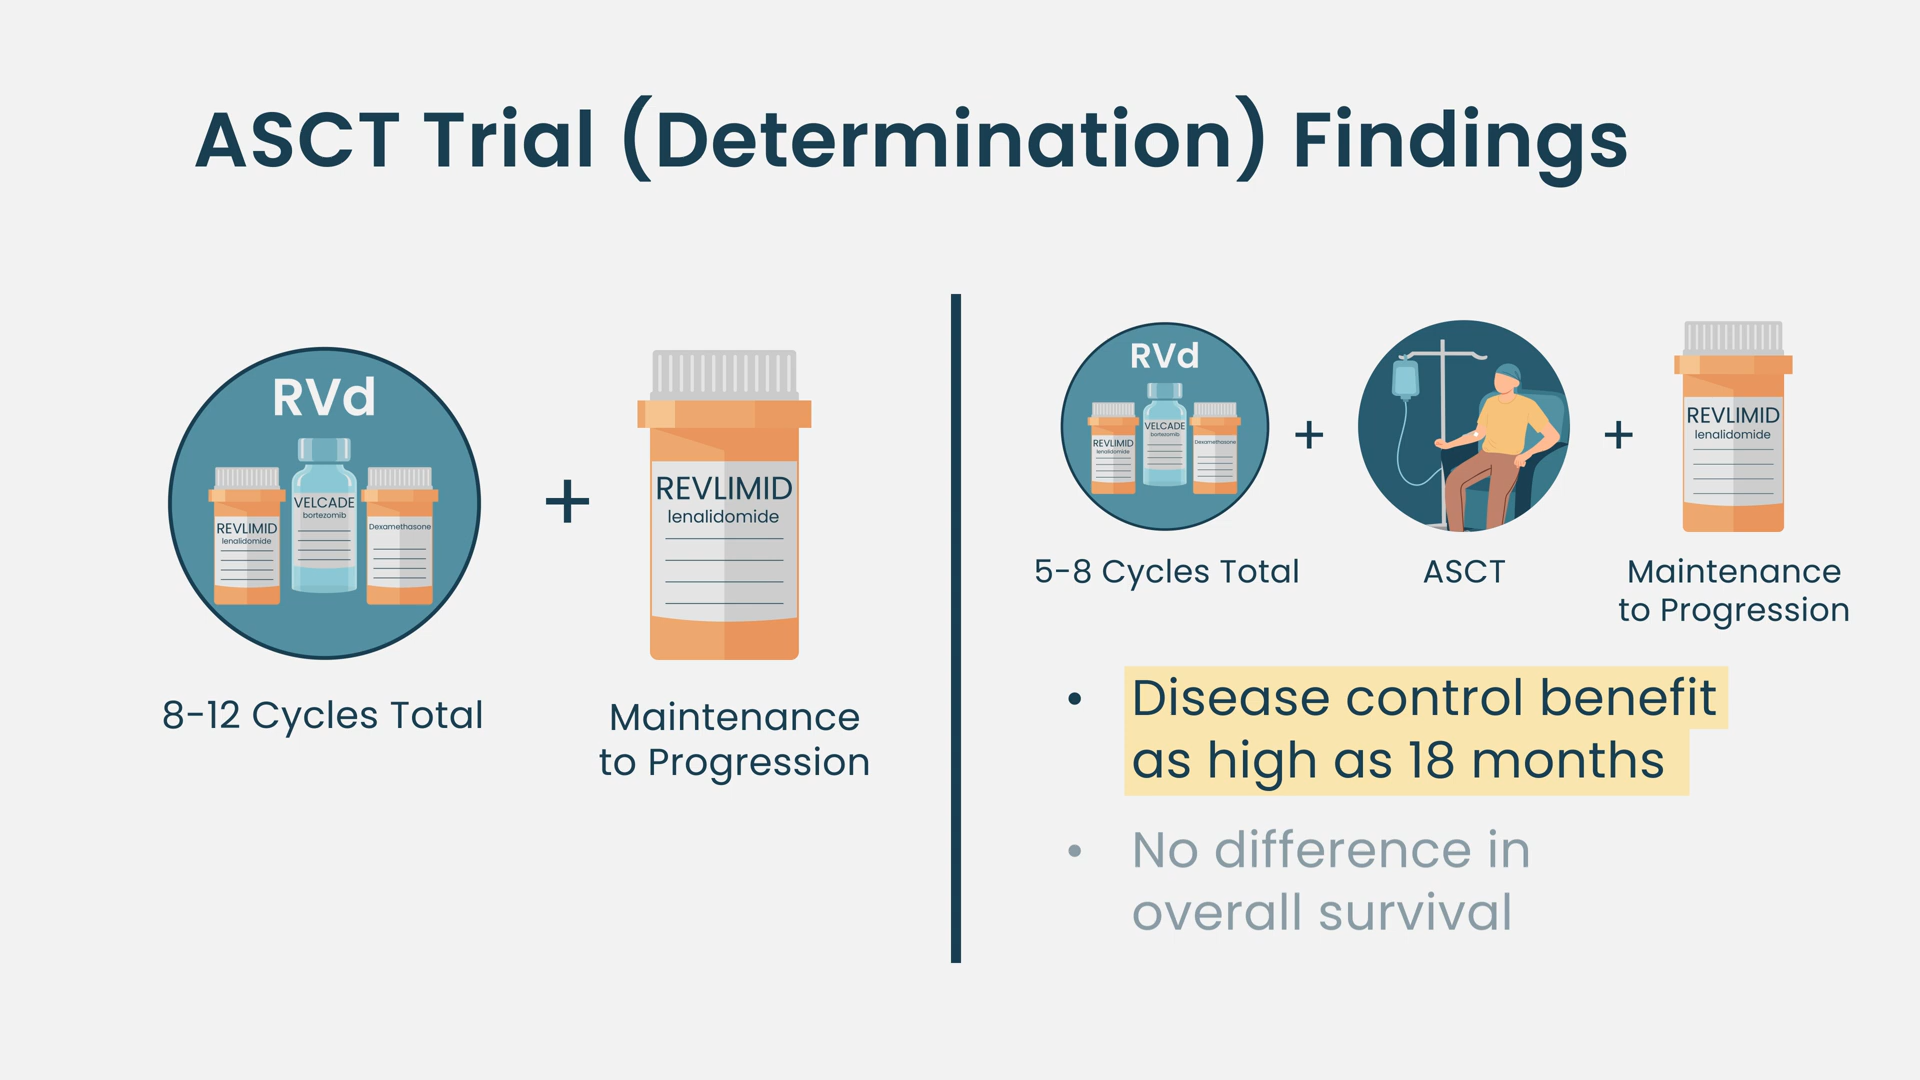 ASCT Trial (Determination) Findings
RVd
REVLIMID
lenalidomide
VELCADE
bortezomib
Dexamethasone
+
REVLIMID
lenalidomide
8-12 Cycles Total
Maintenance
to Progression
RVd
REVLIMID
lenalidomide
VELCADE
bortezomib
Dexamethasone
+
+
REVLIMID
lenalidomide
5-8 Cycles Total
ASCT
Maintenance
to Progression
• Disease control benefit
as high as 18 months
• No difference in
overall survival